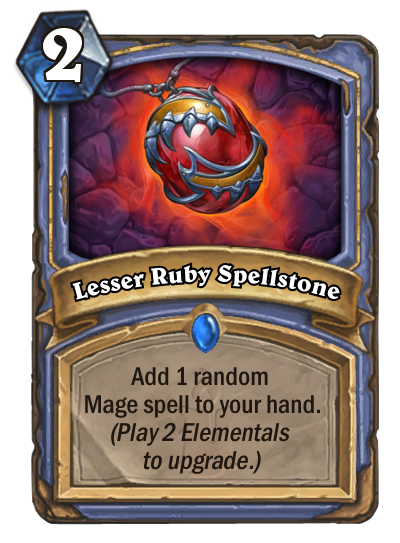 2
Lesser Ruby Spellstone
Add 1 random
Mage spell to your hand.
(Play 2 Elementals
to upgrade.)